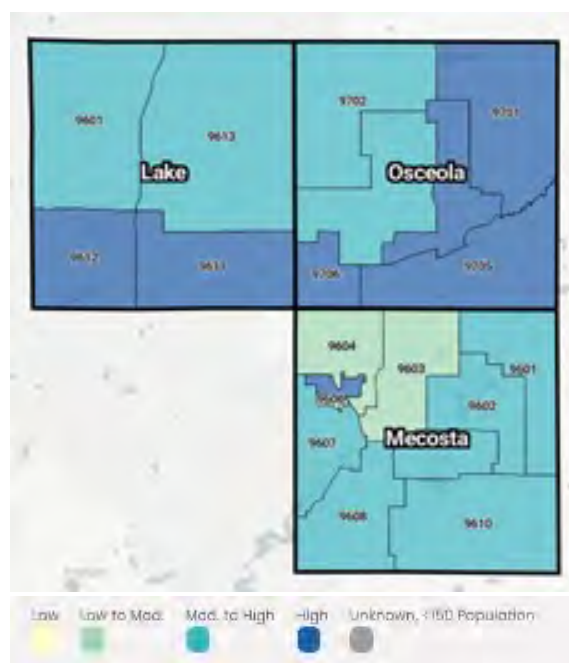 9601
9613
Lake
9612
9611
9702
9701
Osceola
9706
9705
9604
9603
9601
9602
9606
9607
Mecosta
9608
9610
Low
Low to Mod.
Mod. to High
High
Unknown, <150 Population